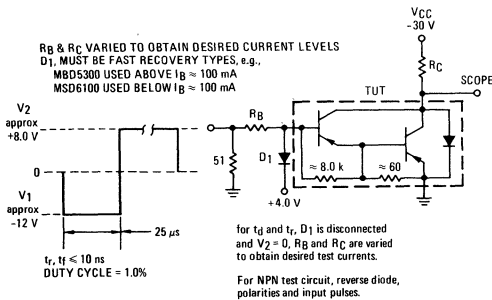 RB & RC VARIED TO OBTAIN DESIRED CURRENT LEVELS
D1, MUST BE FAST RECOVERY TYPES, e.g.,
MBD5300 USED ABOVE IB ≈ 100 mA
MSD6100 USED BELOW IB ≈ 100 mA
VCC
-30 V
RC
SCOPE
TUT
V2
approx
+8.0 V
0
V1
approx
-12 V
RB
51
D1
+4.0 V
≈ 8.0 k
≈ 60
25 μs
tr, tf ≤ 10 ns
DUTY CYCLE = 1.0%
for td and tr, D1 is disconnected
and V2 = 0, RB and RC are varied
to obtain desired test currents.
For NPN test circuit, reverse diode,
polarities and input pulses.